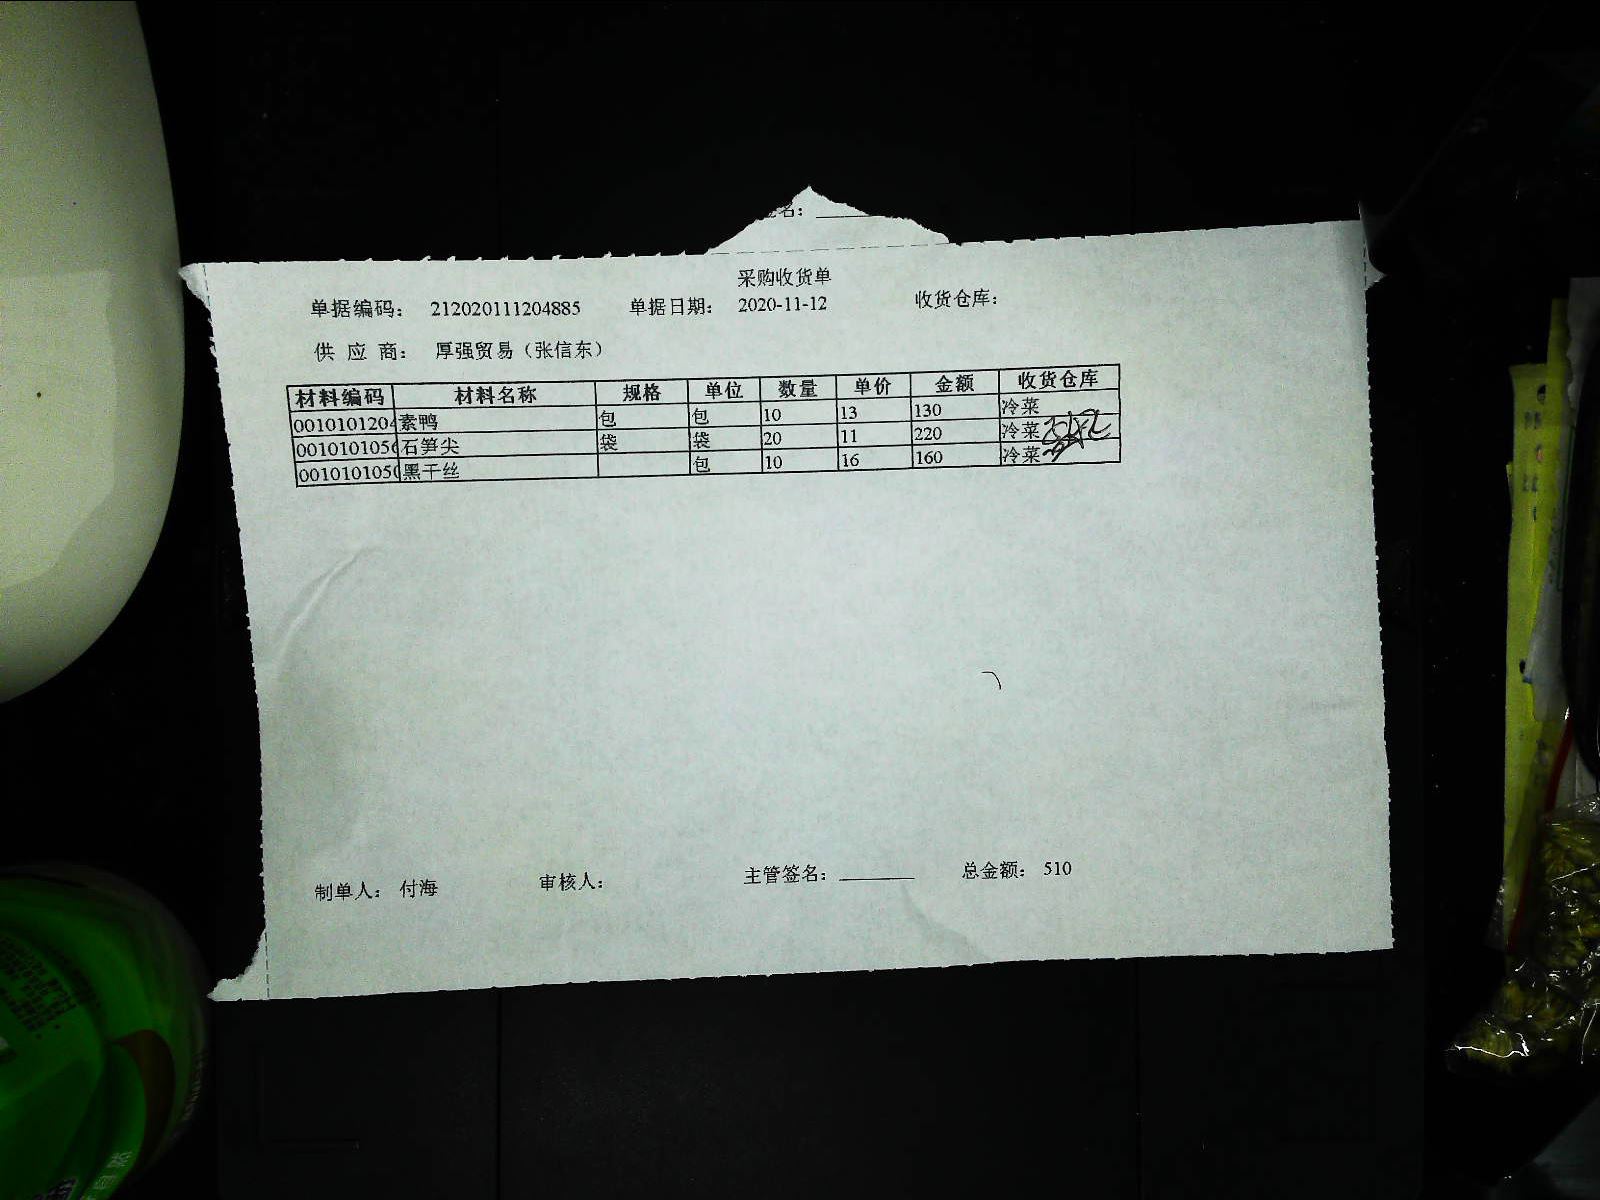 名：
采购收货单
单据编码： 212020111204885 单据日期： 2020-11-12 收货仓库：
供 应 商： 厚强贸易（张信东）
材料编码 材料名称 规格 单位 数量 单价 金额 收货仓库
0010101204 素鸭 包 包 10 13 130 冷菜
001010105 石笋尖 袋 袋 20 11 220 冷菜
001010105 黑干丝 包 10 16 160 冷菜
制单人： 付海 审核人： 主管签名： 总金额： 510